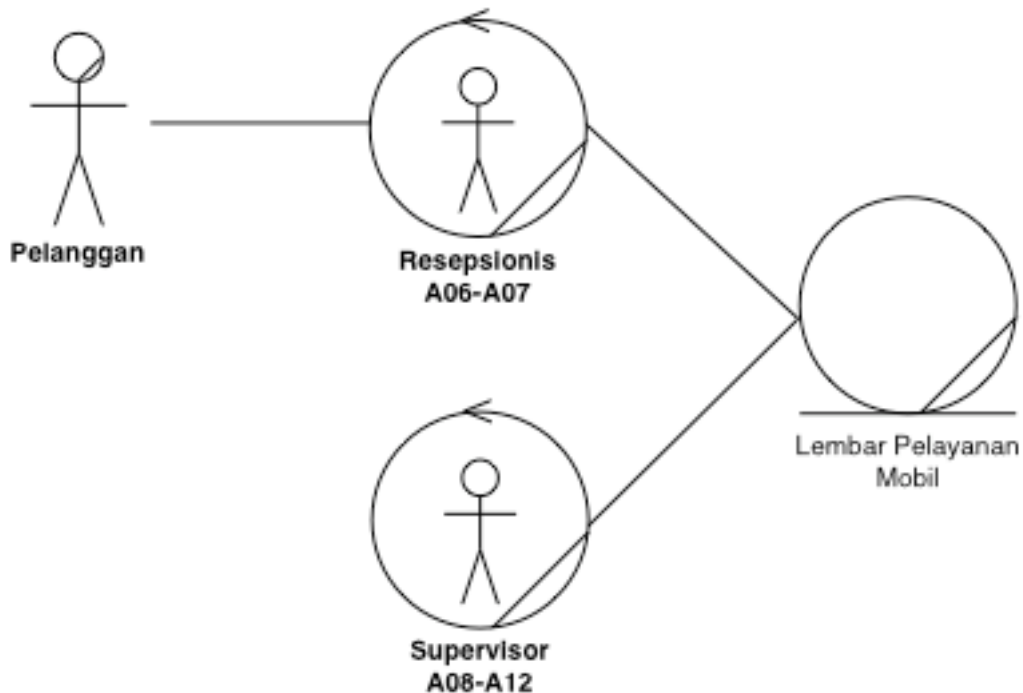 Pelanggan
Resepsionis
A06-A07
Lembar Pelayanan
Mobil
Supervisor
A08-A12